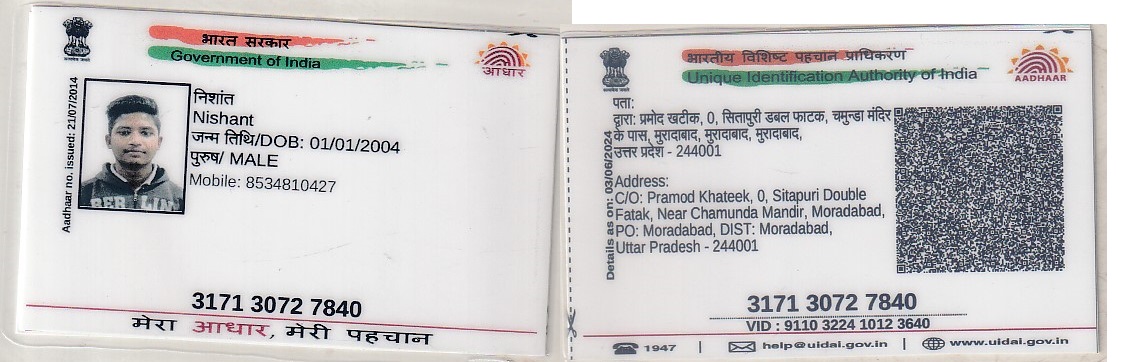 भारत सरकार
Government of India
आधार
Aadhaar no. issued: 21/07/2014
निशांत
Nishant
जन्म तिथि/DOB: 01/01/2004
पुरुष/ MALE
Mobile: 8534810427
3171 3072 7840
मेरा आधार, मेरी पहचान
भारतीय विशिष्ट पहचान प्राधिकरण
Unique Identification Authority of India
AADHAAR
Details as on: 03/06/2024
पता:
द्वारा: प्रमोद खटीक, 0, सितापुरी डबल फाटक, चमुन्डा मंदिर
के पास, मुरादाबाद, मुरादाबाद, मुरादाबाद,
उत्तर प्रदेश - 244001
Address:
C/O: Pramod Khateek, 0, Sitapuri Double
Fatak, Near Chamunda Mandir, Moradabad,
PO: Moradabad, DIST: Moradabad,
Uttar Pradesh - 244001
3171 3072 7840
VID : 9110 3224 1012 3640
1947 | help@uidai.gov.in | www.uidai.gov.in